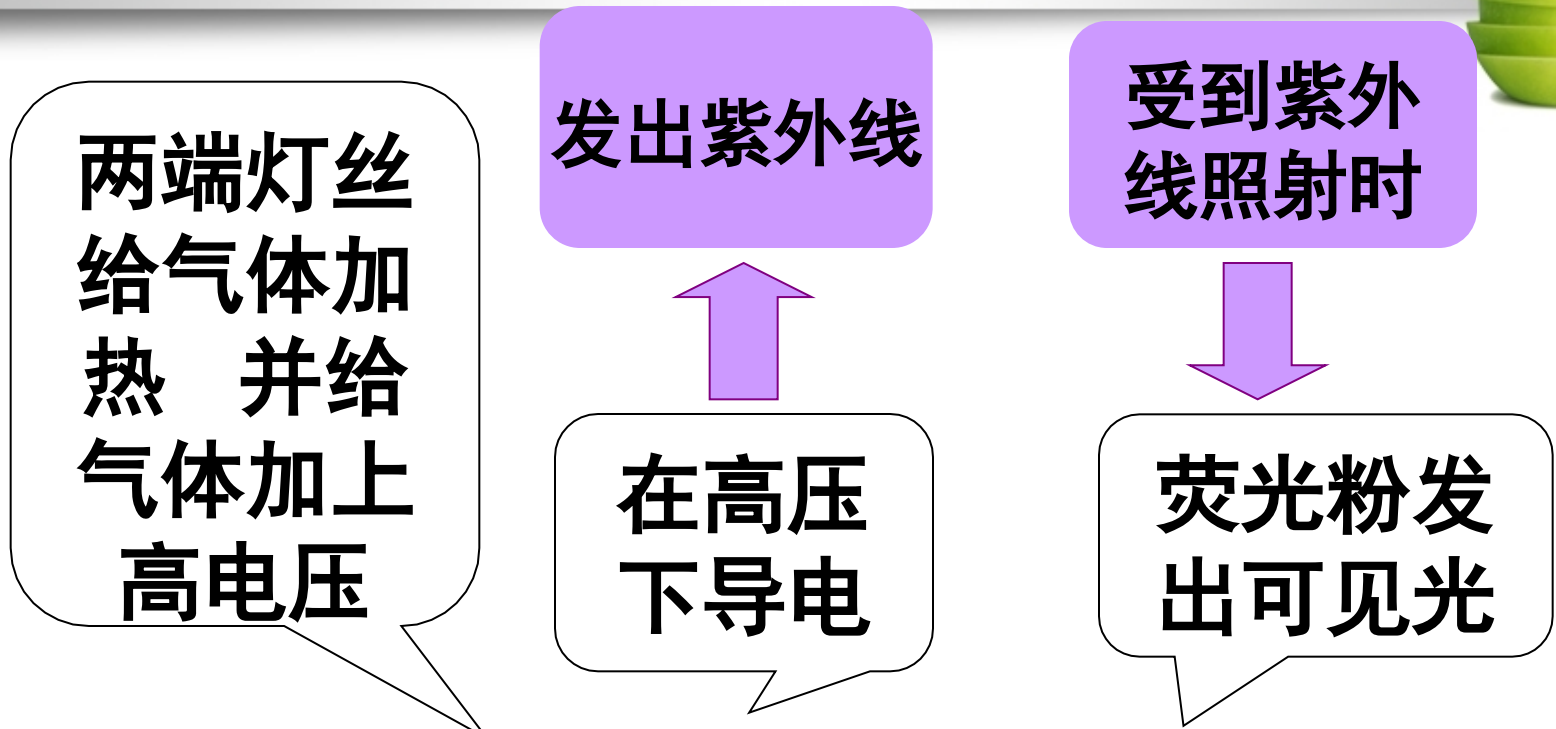 两端灯丝
给气体加
热 并给
气体加上
高电压
发出紫外线
在高压
下导电
受到紫外
线照射时
荧光粉发
出可见光